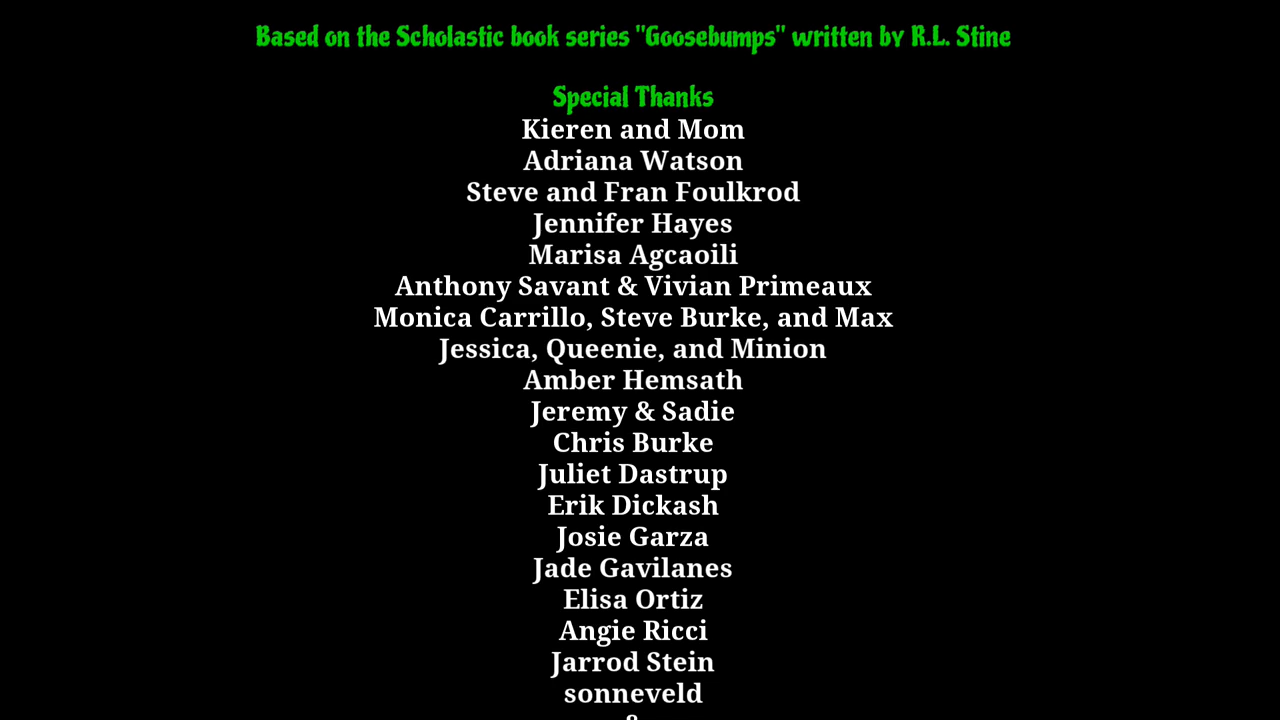 Based on the Scholastic book series "Goosebumps" written by R.L. Stine
Special Thanks
Kieren and Mom
Adriana Watson
Steve and Fran Foulkrod
Jennifer Hayes
Marisa Agcaoili
Anthony Savant & Vivian Primeaux
Monica Carrillo, Steve Burke, and Max
Jessica, Queenie, and Minion
Amber Hemsath
Jeremy & Sadie
Chris Burke
Juliet Dastrup
Erik Dickash
Josie Garza
Jade Gavilanes
Elisa Ortiz
Angie Ricci
Jarrod Stein
sonneveld